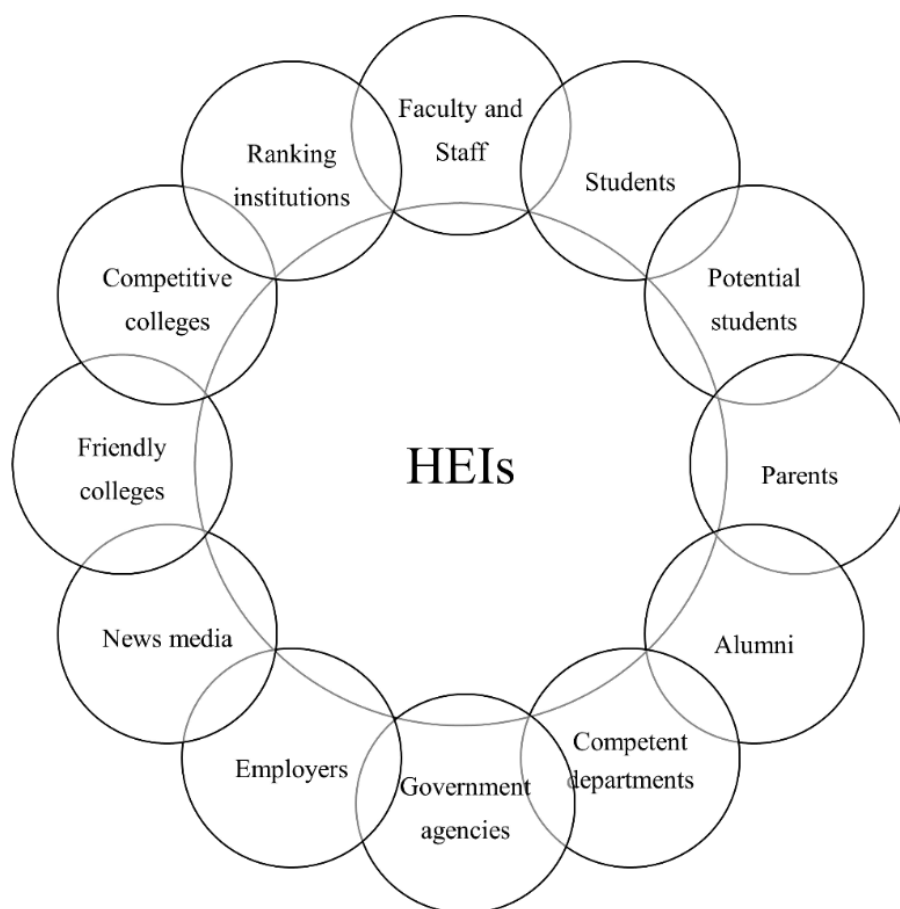 Faculty and
Staff
Students
Potential
students
Parents
Alumni
Competent
departments
Government
agencies
Employers
News media
Friendly
colleges
Competitive
colleges
Ranking
institutions
HEIs